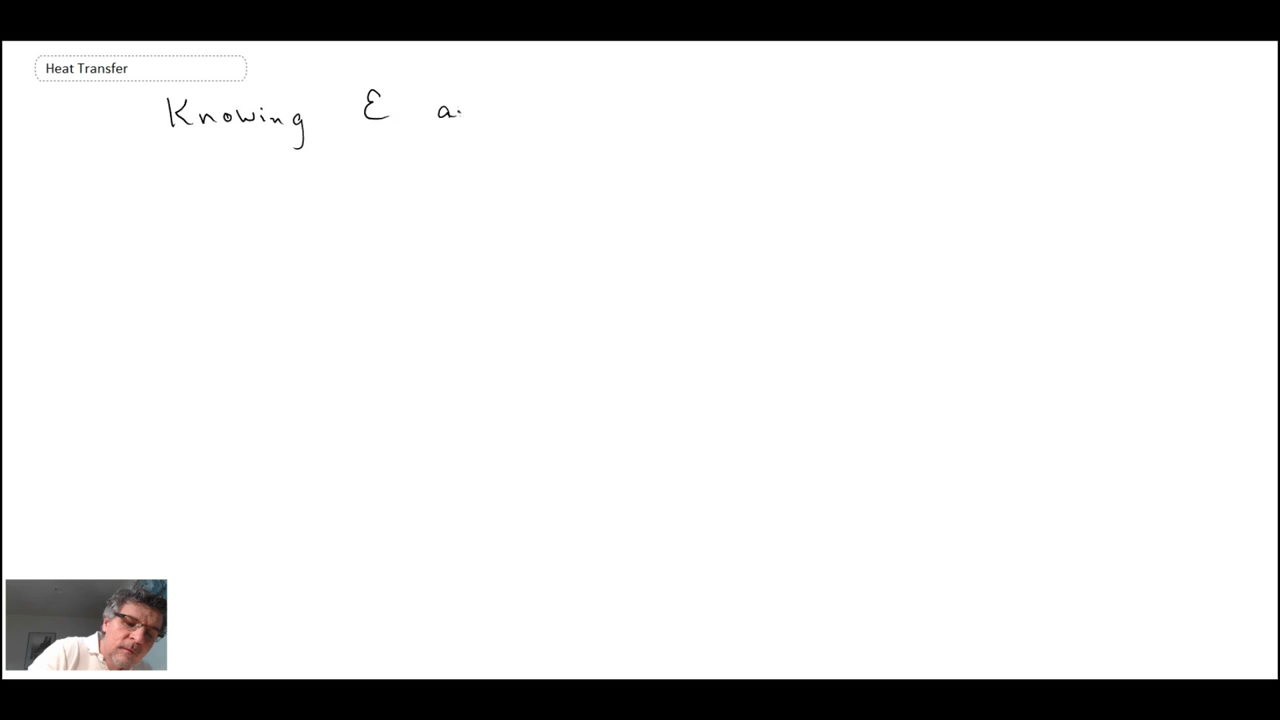 Heat Transfer
Knowing ε a